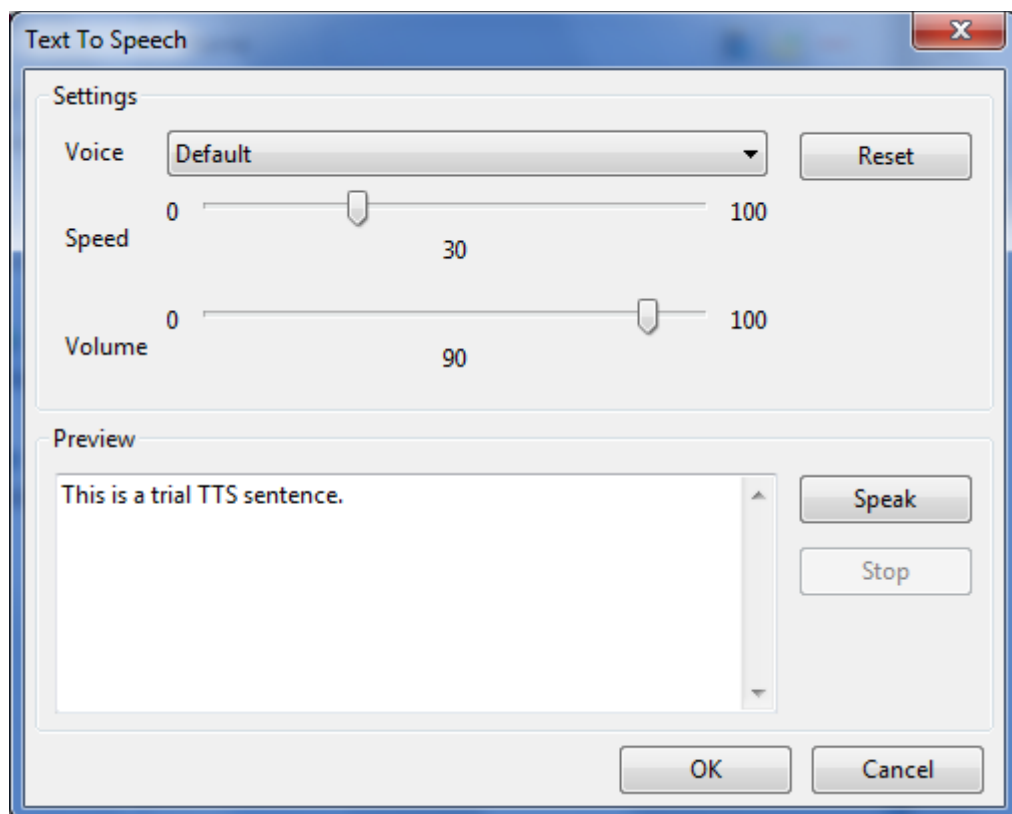 Text To Speech
Settings
Voice Default Reset
0 100
Speed 30
0 100
Volume 90
Preview
This is a trial TTS sentence.
Speak
Stop
OK Cancel